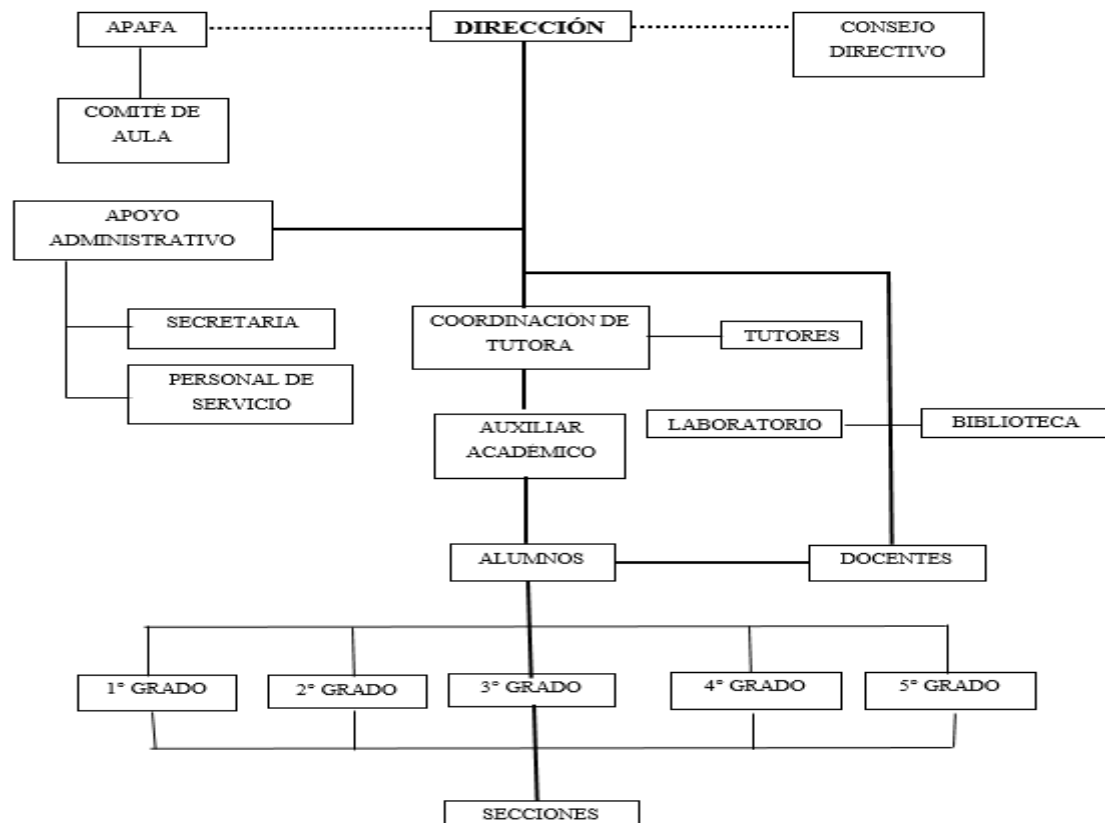 APAFA
DIRECCIÓN
CONSEJO
DIRECTIVO
COMITÉ DE
AULA
APOYO
ADMINISTRATIVO
SECRETARIA
COORDINACIÓN DE
TUTORA
TUTORES
PERSONAL DE
SERVICIO
AUXILIAR
ACADÉMICO
LABORATORIO
BIBLIOTECA
ALUMNOS
DOCENTES
1° GRADO
2° GRADO
3° GRADO
4° GRADO
5° GRADO
SECCIONES